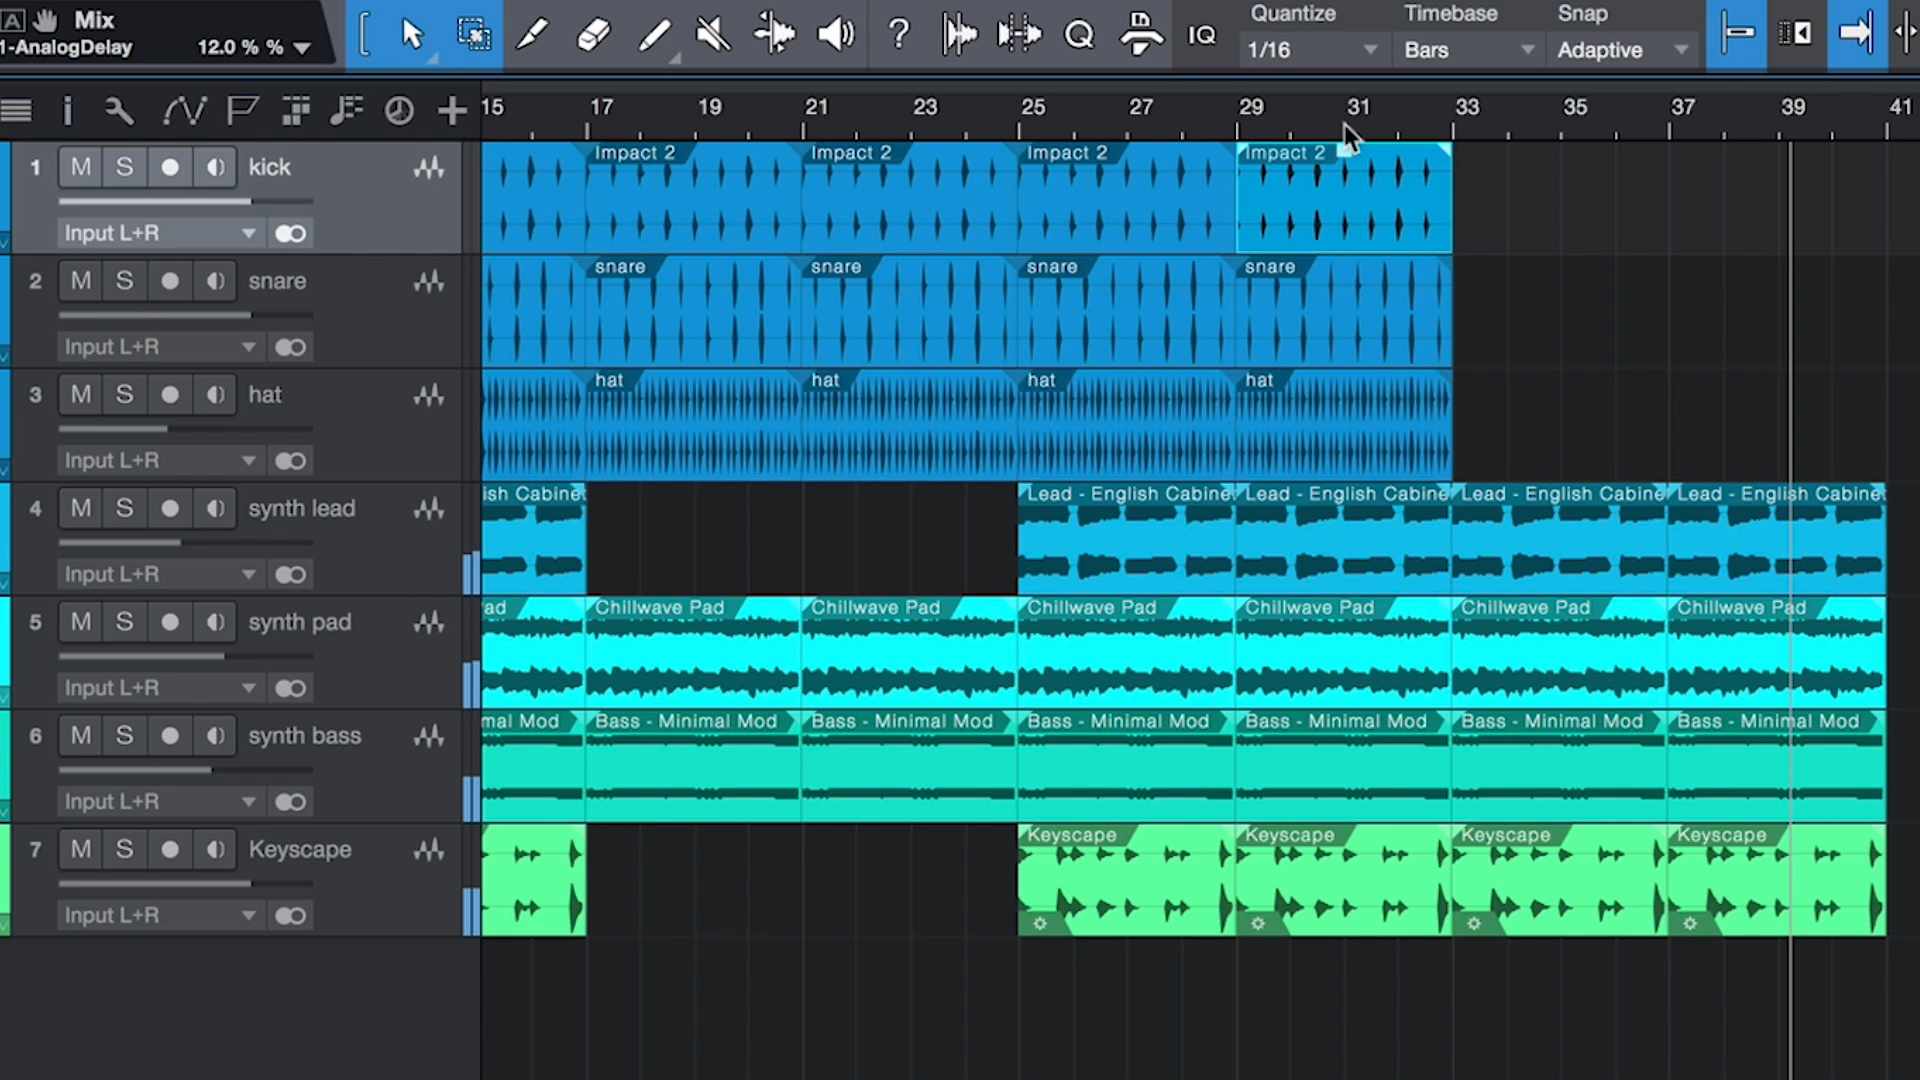 A Mix
1-AnalogDelay 12.0 % %
? Q IQ
Quantize Timebase Snap
1/16 Bars Adaptive
15 17 19 21 23 25 27 29 31 33 35 37 39 41
1 M S kick
Input L+R
Impact 2 Impact 2 Impact 2 Impact 2
2 M S snare
Input L+R
snare snare snare snare
3 M S hat
Input L+R
hat hat hat hat
4 M S synth lead
Input L+R
ish Cabine Lead - English Cabine Lead - English Cabine Lead - English Cabine Lead - English Cabine
5 M S synth pad
Input L+R
ad Chillwave Pad Chillwave Pad Chillwave Pad Chillwave Pad Chillwave Pad Chillwave Pad
6 M S synth bass
Input L+R
mal Mod Bass - Minimal Mod Bass - Minimal Mod Bass - Minimal Mod Bass - Minimal Mod Bass - Minimal Mod Bass - Minimal Mod
7 M S Keyscape
Input L+R
Keyscape Keyscape Keyscape Keyscape